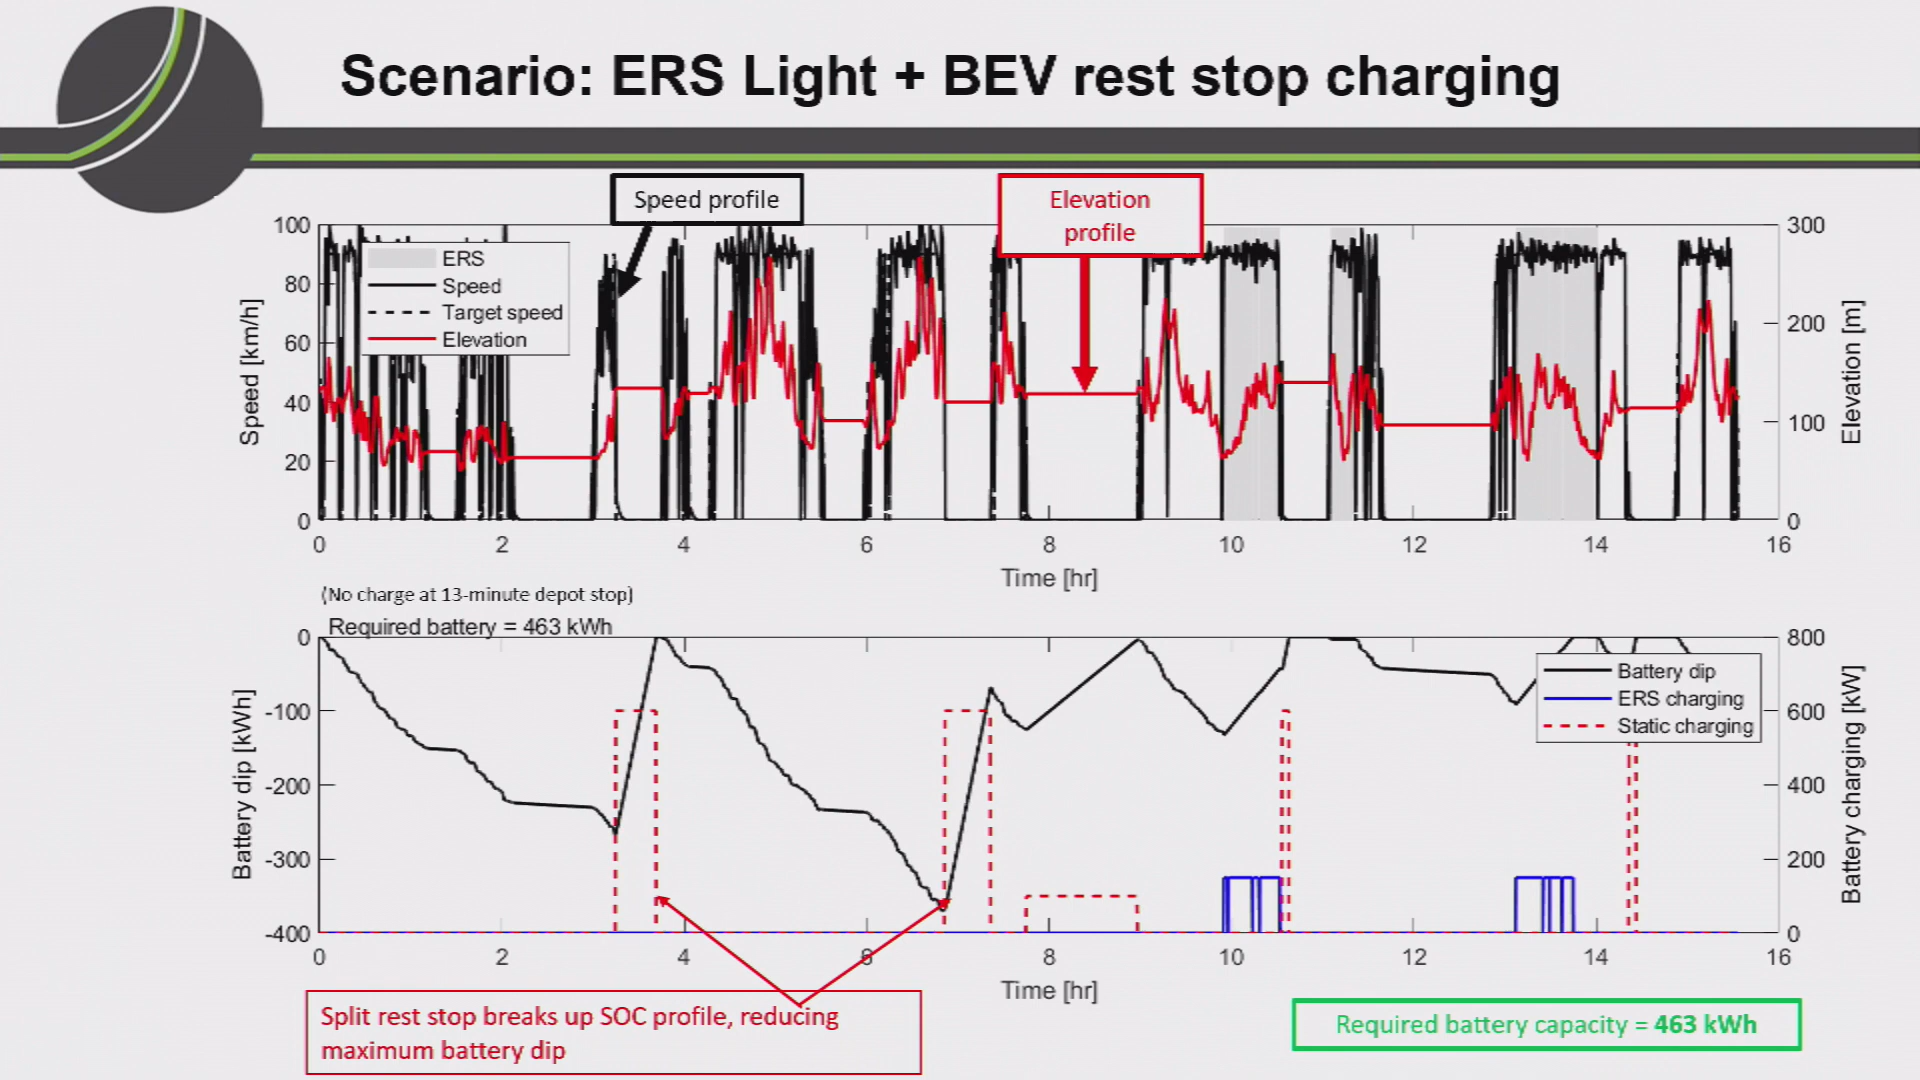 Scenario: ERS Light + BEV rest stop charging
Speed profile
Elevation
profile
100
80
60
40
20
0
Speed [km/h]
ERS
Speed
Target speed
Elevation
300
200
100
0
Elevation [m]
0 2 4 6 8 10 12 14 16
Time [hr]
(No charge at 13-minute depot stop)
Required battery = 463 kWh
0
-100
-200
-300
-400
Battery dip [kWh]
Battery dip
ERS charging
Static charging
800
600
400
200
0
Battery charging [kW]
0 2 4 6 8 10 12 14 16
Time [hr]
Split rest stop breaks up SOC profile, reducing
maximum battery dip
Required battery capacity = 463 kWh